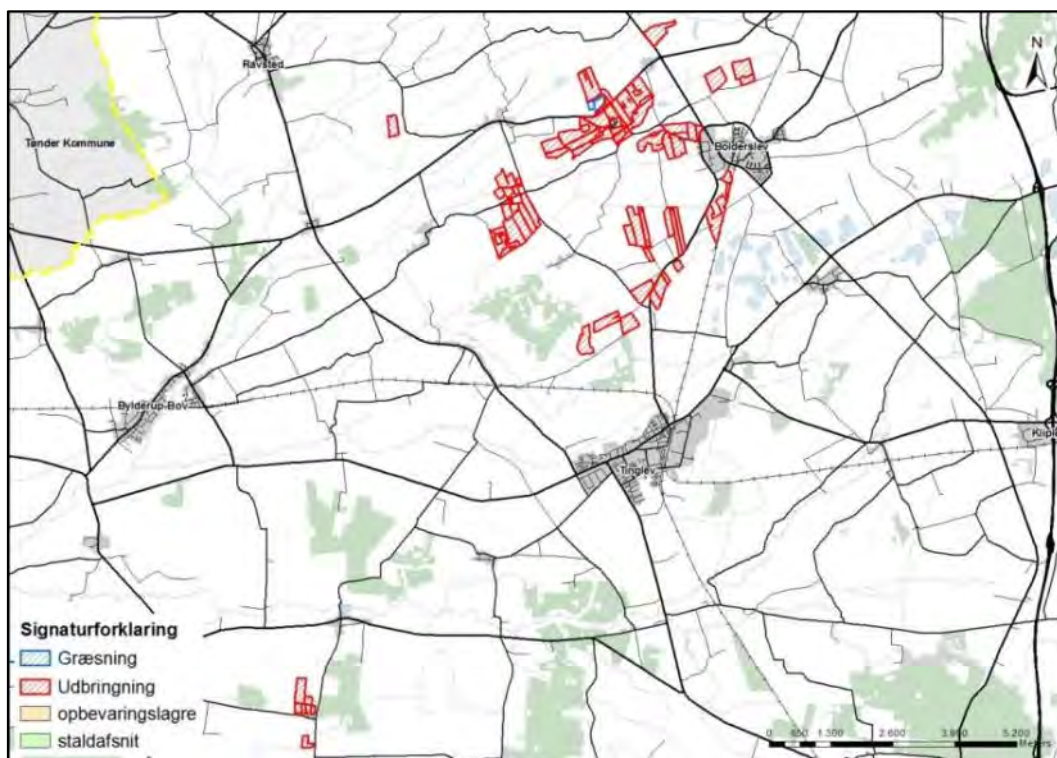 N
Ravsted
Tønder Kommune
Bolderslev
Bylderup-Bov
Tinglev
Signaturforklaring
Græsning
Udbringning
opbevaringslagre
staldafsnit
0 650 1.300 2.600 3.900 5.200
Meters